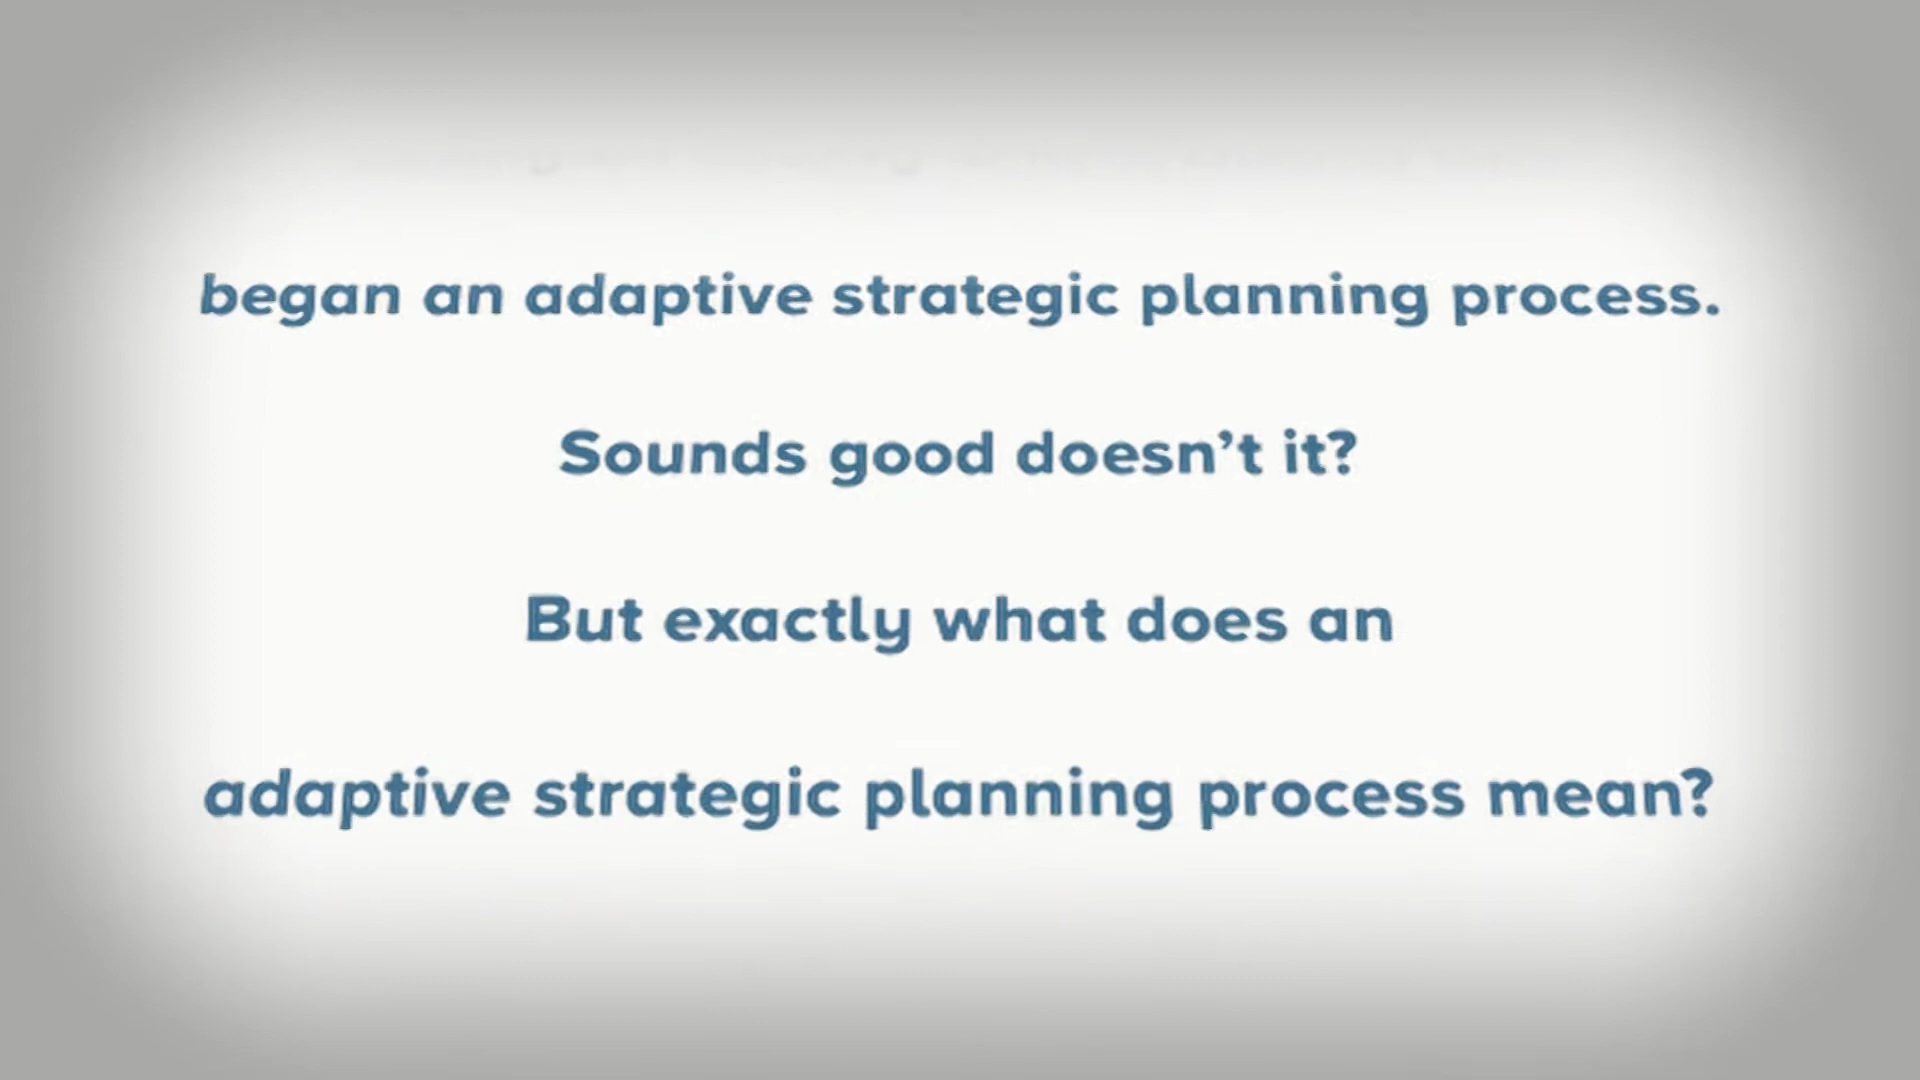 began an adaptive strategic planning process.
Sounds good doesn’t it?
But exactly what does an
adaptive strategic planning process mean?